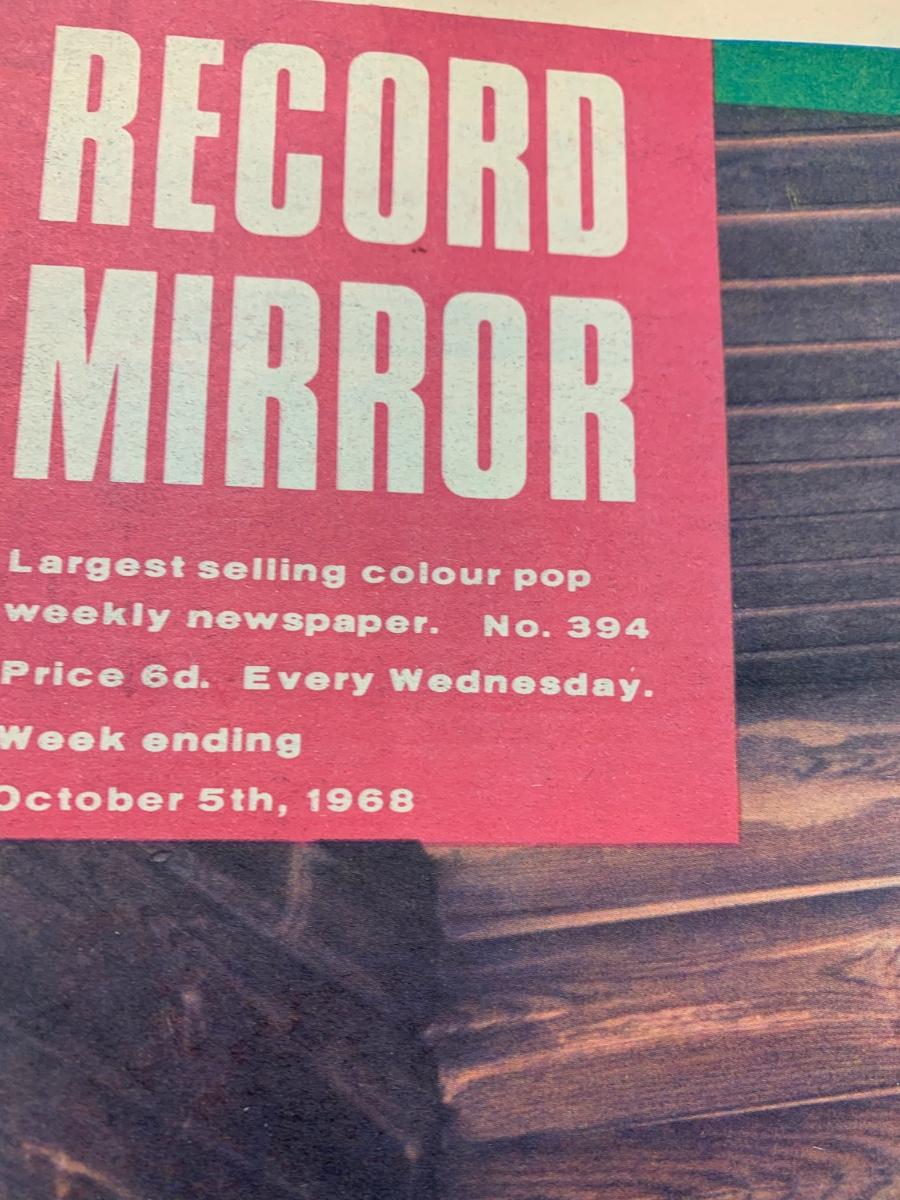 RECORD
MIRROR
Largest selling colour pop
weekly newspaper. No. 394
Price 6d. Every Wednesday.
Week ending
October 5th, 1968